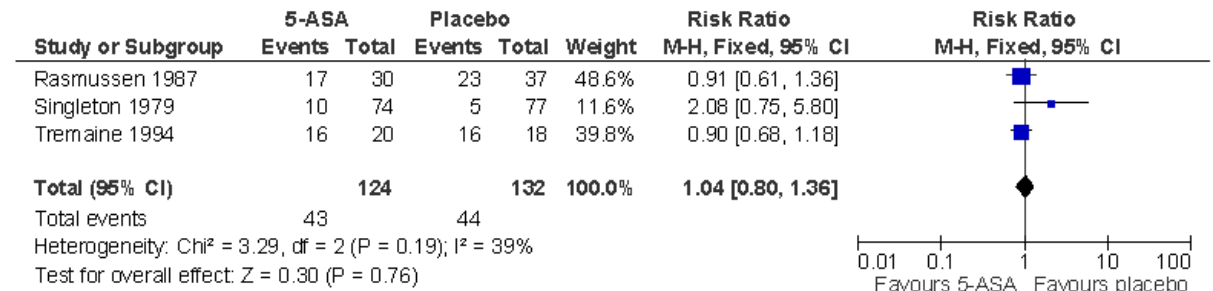 5-ASA Placebo Risk Ratio Risk Ratio
Study or Subgroup Events Total Events Total Weight M-H, Fixed, 95% CI M-H, Fixed, 95% CI
Rasmussen 1987 17 30 23 37 48.6% 0.91 [0.61, 1.36]
Singleton 1979 10 74 5 77 11.6% 2.08 [0.75, 5.80]
Tremaine 1994 16 20 16 18 39.8% 0.90 [0.68, 1.18]
Total (95% CI) 124 132 100.0% 1.04 [0.80, 1.36]
Total events 43 44
Heterogeneity: Chi² = 3.29, df = 2 (P = 0.19); I² = 39%
Test for overall effect: Z = 0.30 (P = 0.76)
0.01 0.1 1 10 100
Favours 5-ASA Favours placebo